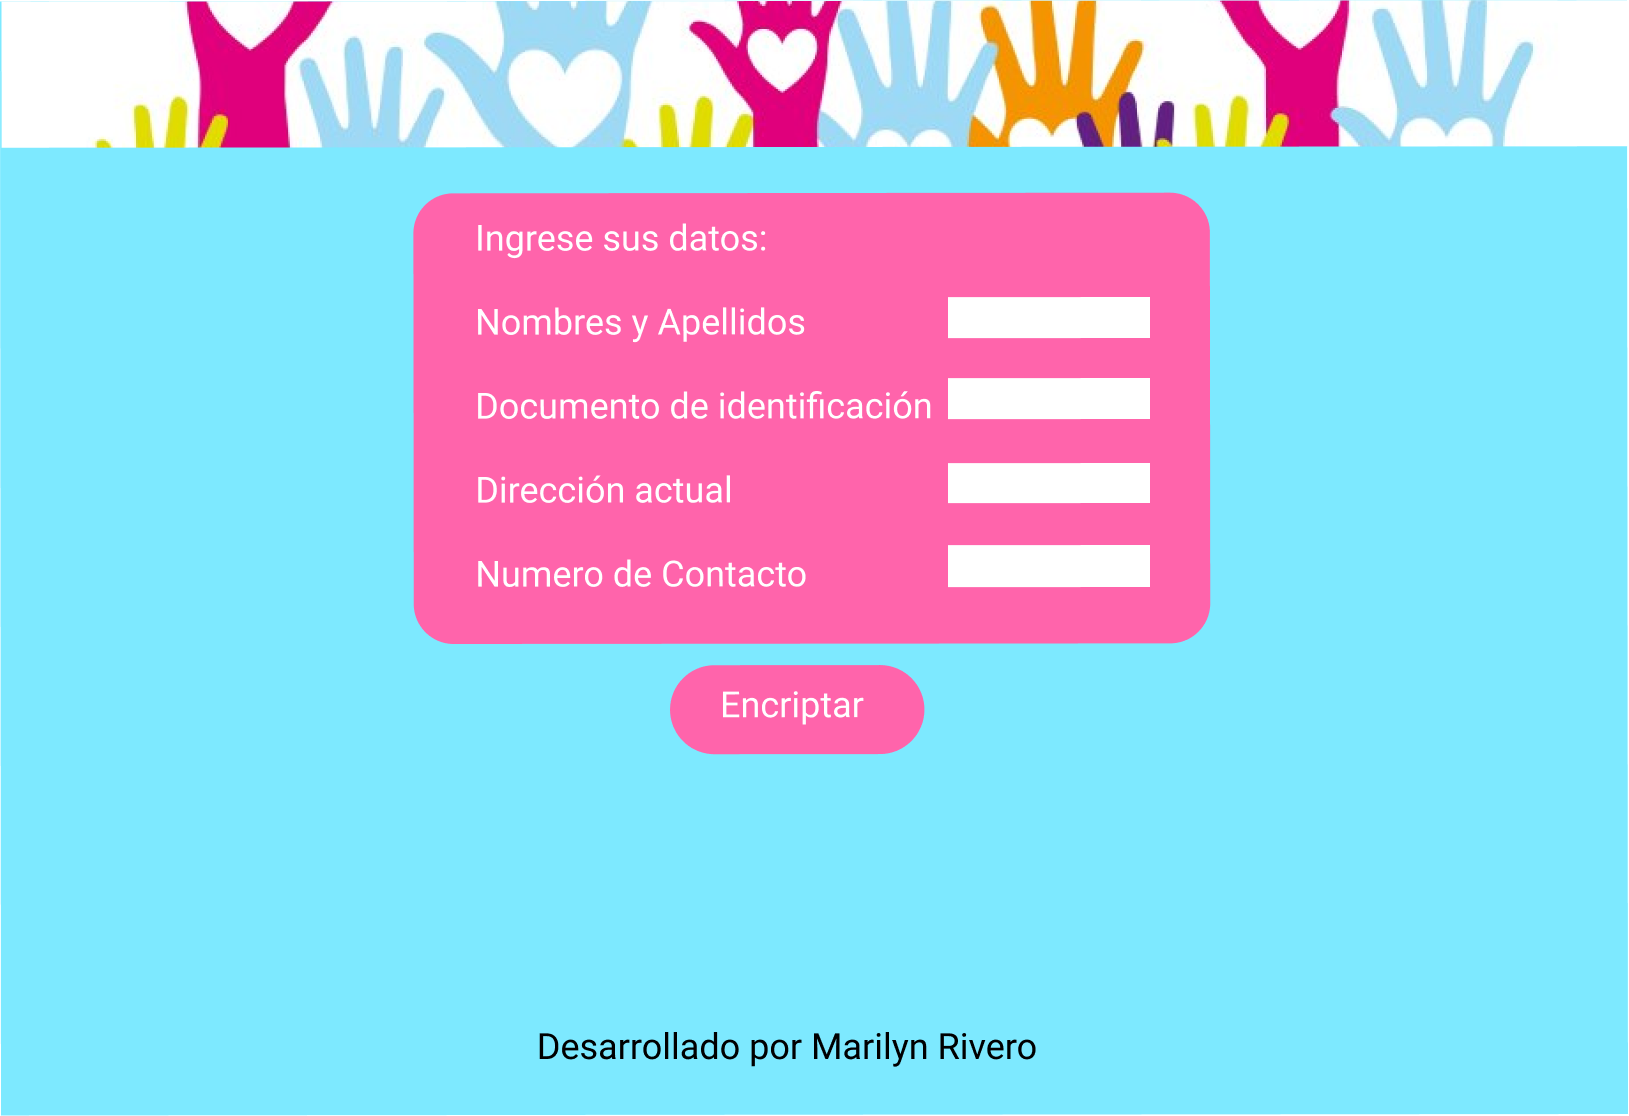 Ingrese sus datos:
Nombres y Apellidos
Documento de identificación
Dirección actual
Numero de Contacto
Encriptar
Desarrollado por Marilyn Rivero